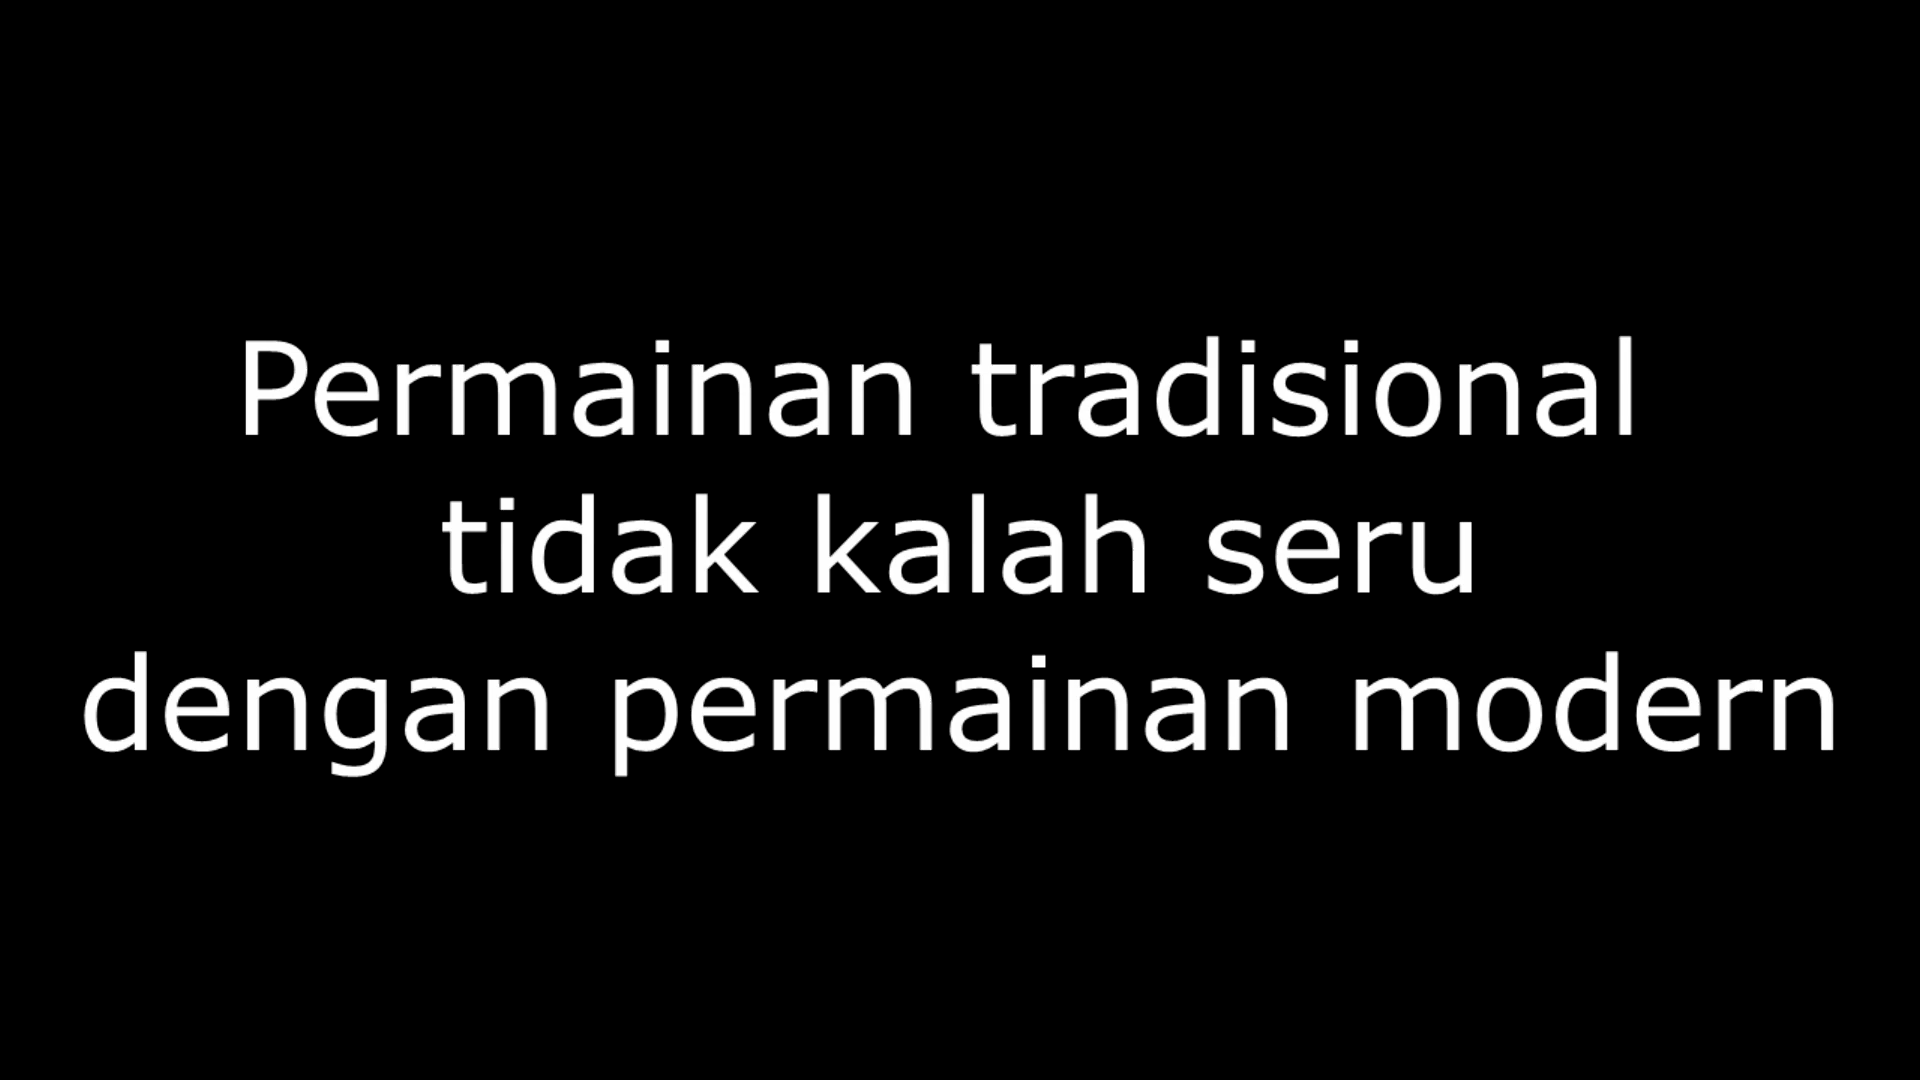 Permainan tradisional
tidak kalah seru
dengan permainan modern